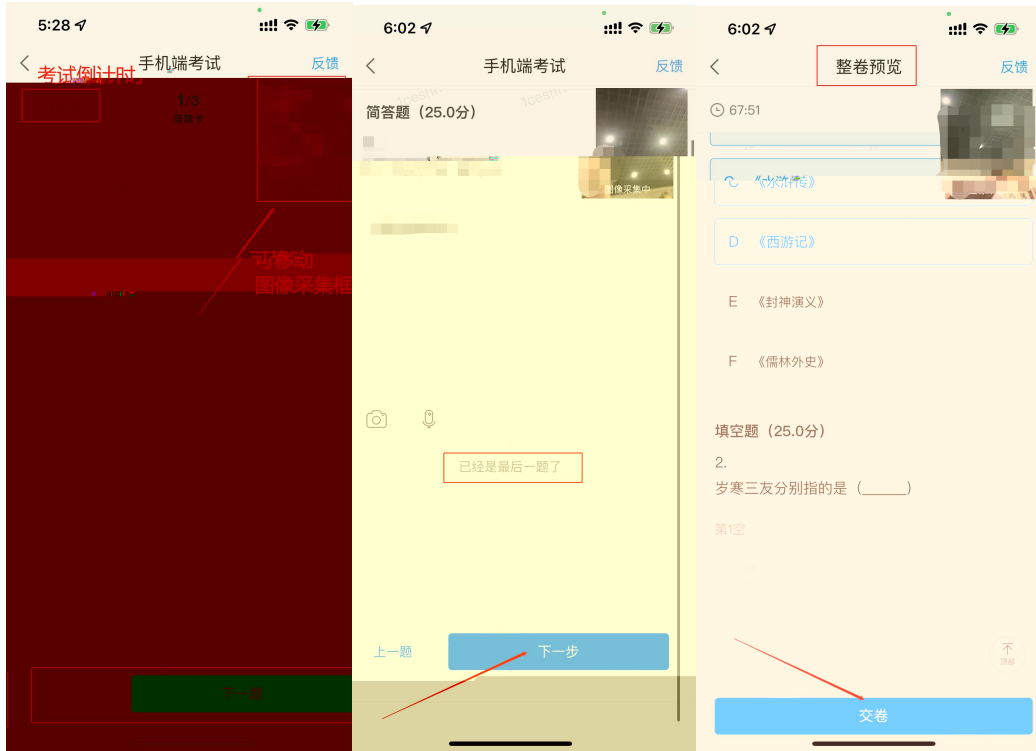 5:28
手机端考试
反馈
考试倒计时
1/3
可移动
图像采集框
下一题
6:02
手机端考试
反馈
简答题（25.0分）
图像采集中
已经是最后一题了
上一题
下一步
6:02
整卷预览
反馈
67:51
C 《水浒传》
D 《西游记》
E 《封神演义》
F 《儒林外史》
填空题（25.0分）
2.
岁寒三友分别指的是（______）
第1空
顶部
交卷